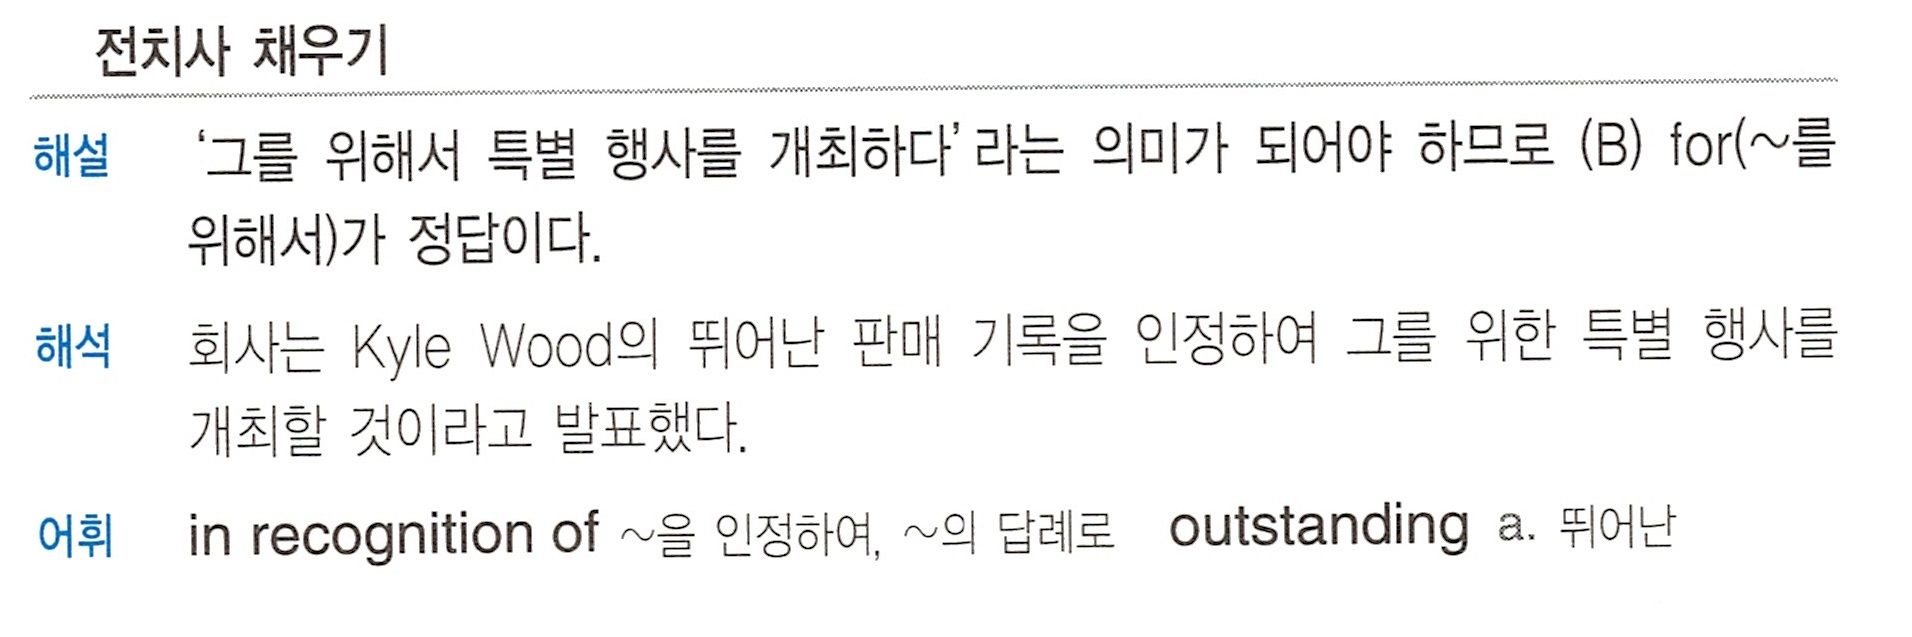 전치사 채우기
해설 '그를 위해서 특별 행사를 개최하다'라는 의미가 되어야 하므로 (B) for(~를
위해서)가 정답이다.
해석 회사는 Kyle Wood의 뛰어난 판매 기록을 인정하여 그를 위한 특별 행사를
개최할 것이라고 발표했다.
어휘 in recognition of ~을 인정하여, ~의 답례로 outstanding a. 뛰어난